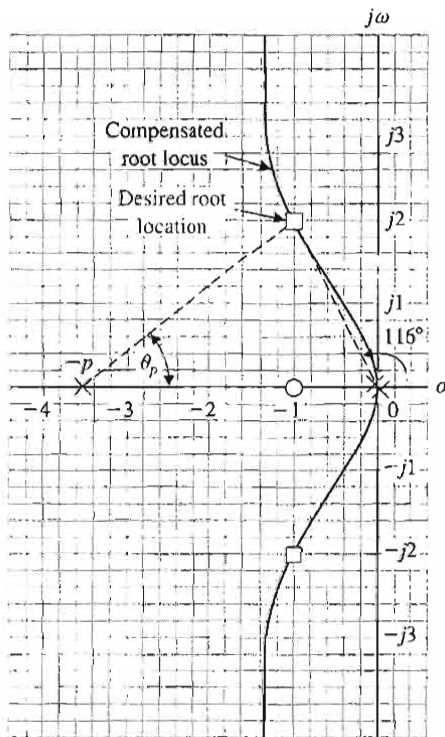 jω
Compensated
root locus
j3
Desired root
location
j2
j1
116°
−p
θp
σ
−4
−3
−2
−1
0
−j1
−j2
−j3